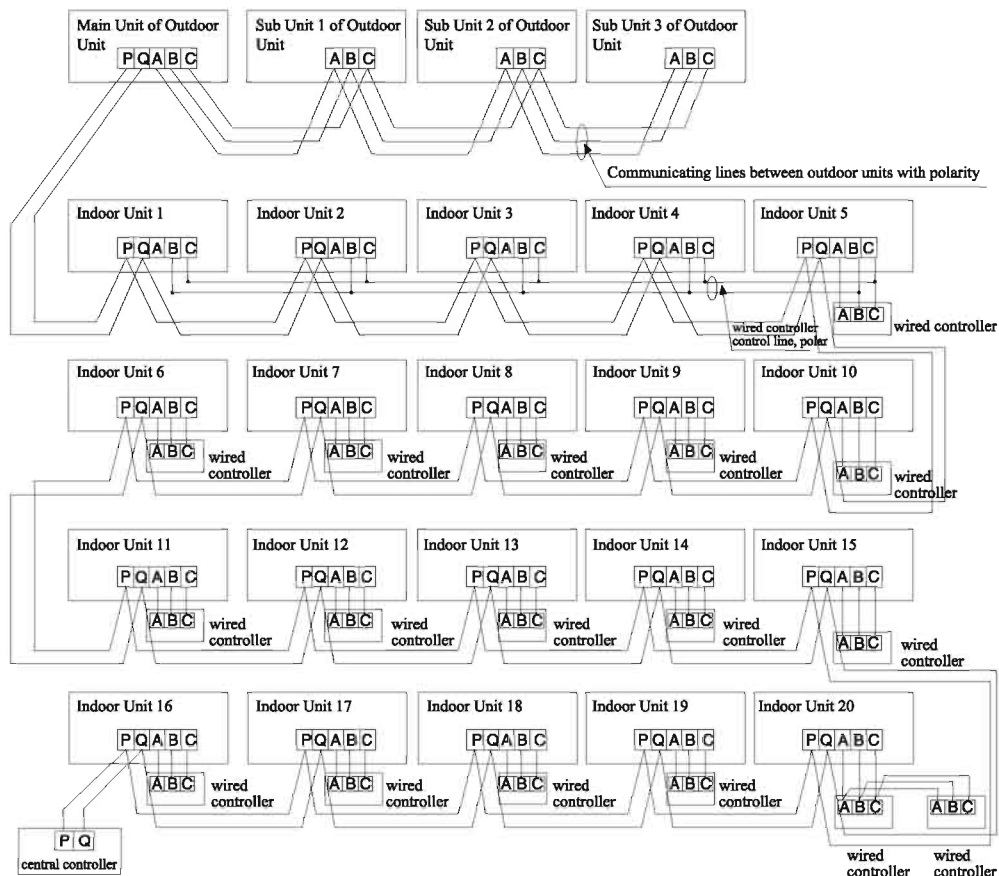 Main Unit of Outdoor
Unit
P Q A B C
Sub Unit 1 of Outdoor
Unit
A B C
Sub Unit 2 of Outdoor
Unit
A B C
Sub Unit 3 of Outdoor
Unit
A B C
Communicating lines between outdoor units with polarity
Indoor Unit 1
P Q A B C
Indoor Unit 2
P Q A B C
Indoor Unit 3
P Q A B C
Indoor Unit 4
P Q A B C
Indoor Unit 5
P Q A B C
wired controller
control line, polar
A B C
wired controller
Indoor Unit 6
P Q A B C
A B C
wired
controller
Indoor Unit 7
P Q A B C
A B C
wired
controller
Indoor Unit 8
P Q A B C
A B C
wired
controller
Indoor Unit 9
P Q A B C
A B C
wired
controller
Indoor Unit 10
P Q A B C
A B C
wired
controller
Indoor Unit 11
P Q A B C
A B C
wired
controller
Indoor Unit 12
P Q A B C
A B C
wired
controller
Indoor Unit 13
P Q A B C
A B C
wired
controller
Indoor Unit 14
P Q A B C
A B C
wired
controller
Indoor Unit 15
P Q A B C
A B C
wired
controller
Indoor Unit 16
P Q A B C
A B C
wired
controller
Indoor Unit 17
P Q A B C
A B C
wired
controller
Indoor Unit 18
P Q A B C
A B C
wired
controller
Indoor Unit 19
P Q A B C
A B C
wired
controller
Indoor Unit 20
P Q A B C
A B C
wired
controller
A B C
wired
controller
P Q
central controller